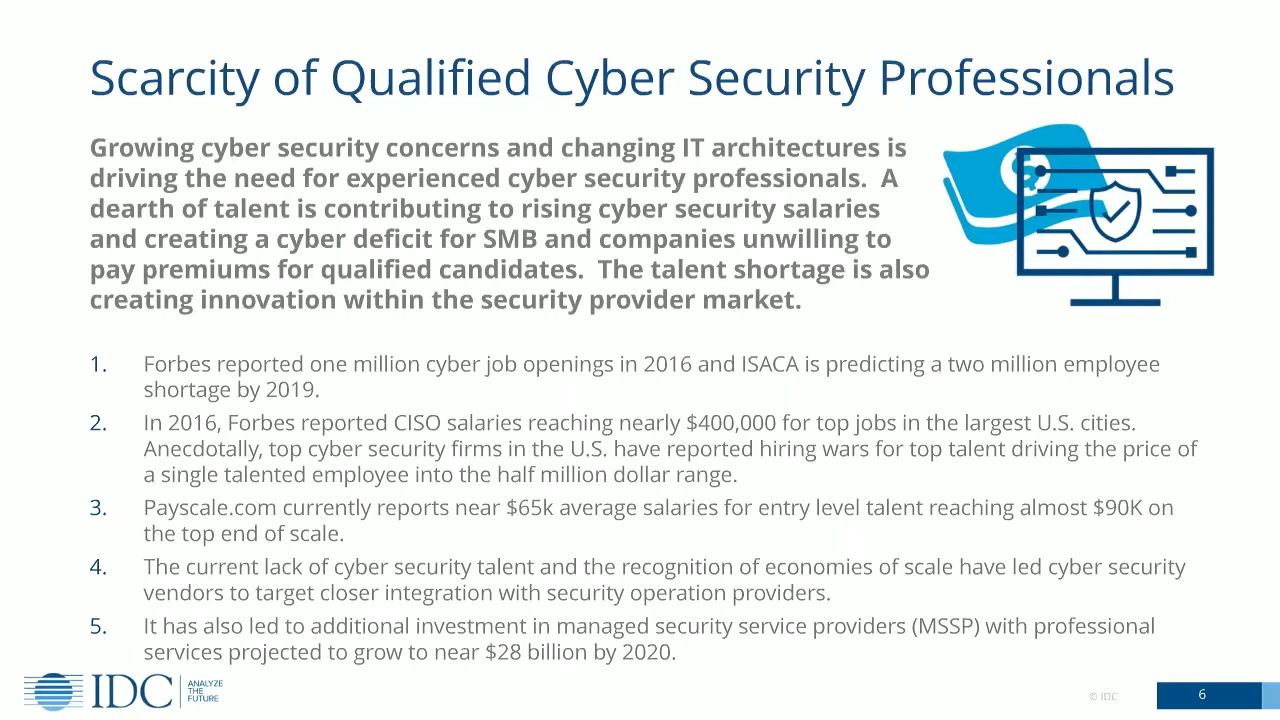 Scarcity of Qualified Cyber Security Professionals
Growing cyber security concerns and changing IT architectures is
driving the need for experienced cyber security professionals.  A
dearth of talent is contributing to rising cyber security salaries
and creating a cyber deficit for SMB and companies unwilling to
pay premiums for qualified candidates.  The talent shortage is also
creating innovation within the security provider market.
1. Forbes reported one million cyber job openings in 2016 and ISACA is predicting a two million employee
shortage by 2019.
2. In 2016, Forbes reported CISO salaries reaching nearly $400,000 for top jobs in the largest U.S. cities.
Anecdotally, top cyber security firms in the U.S. have reported hiring wars for top talent driving the price of
a single talented employee into the half million dollar range.
3. Payscale.com currently reports near $65k average salaries for entry level talent reaching almost $90K on
the top end of scale.
4. The current lack of cyber security talent and the recognition of economies of scale have led cyber security
vendors to target closer integration with security operation providers.
5. It has also led to additional investment in managed security service providers (MSSP) with professional
services projected to grow to near $28 billion by 2020.
IDC
ANALYZE
THE
FUTURE
© IDC
6